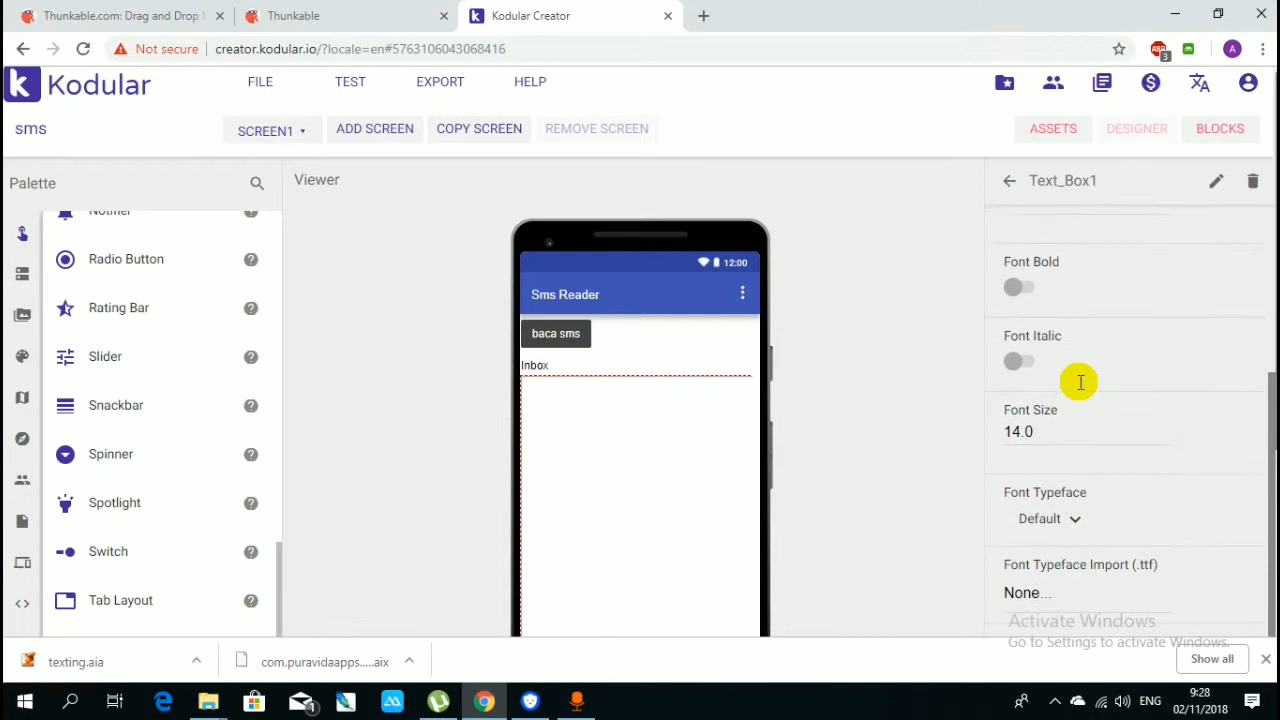 Thunkable.com: Drag and Drop
Thunkable
Kodular Creator
Not secure
creator.kodular.io/?locale=en#5763106043068416
3
A
k Kodular
FILE
TEST
EXPORT
HELP
sms
SCREEN1
ADD SCREEN
COPY SCREEN
REMOVE SCREEN
ASSETS
DESIGNER
BLOCKS
Palette
Viewer
Text_Box1
Notifier
Radio Button
Rating Bar
Slider
Snackbar
Spinner
Spotlight
Switch
Tab Layout
12:00
Sms Reader
baca sms
Inbox
Font Bold
Font Italic
Font Size
14.0
Font Typeface
Default
Font Typeface Import (.ttf)
None...
Activate Windows
Go to Settings to activate Windows.
texting.aia
com.puravidaapps.....aix
Show all
1
ENG
9:28
02/11/2018